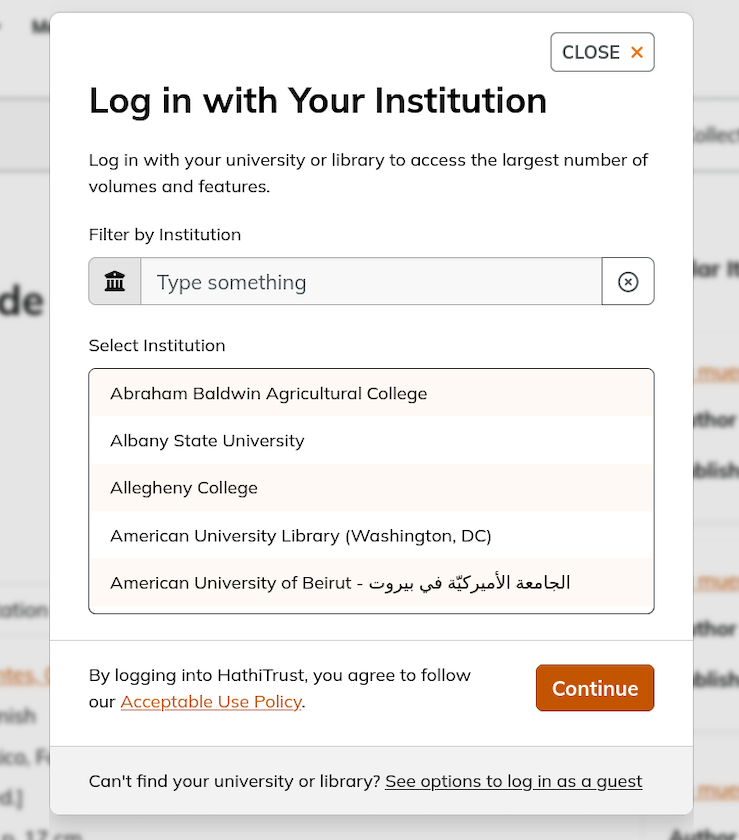 CLOSE
Log in with Your Institution
Log in with your university or library to access the largest number of
volumes and features.
Filter by Institution
Type something
Select Institution
Abraham Baldwin Agricultural College
Albany State University
Allegheny College
American University Library (Washington, DC)
American University of Beirut - الجامعة الأميركيّة في بيروت
By logging into HathiTrust, you agree to follow
our Acceptable Use Policy.
Continue
Can't find your university or library? See options to log in as a guest